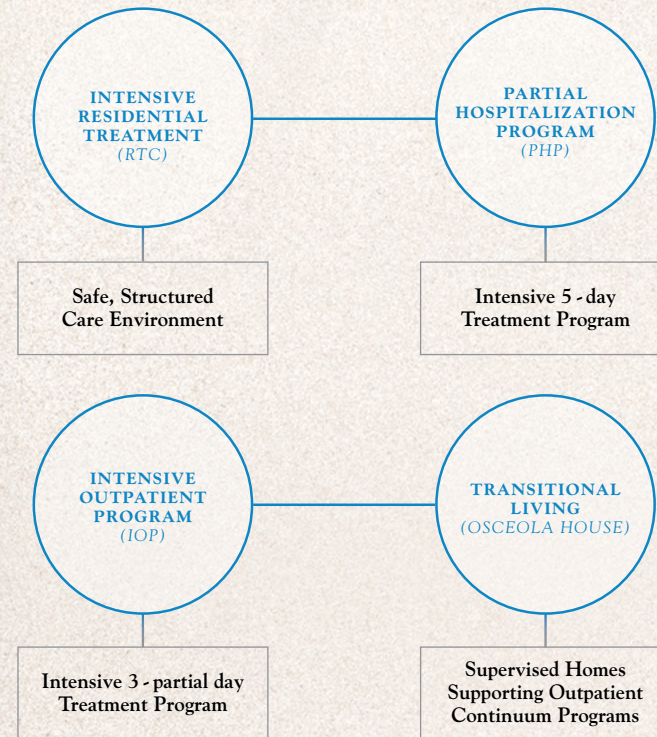 INTENSIVE
RESIDENTIAL
TREATMENT
(RTC)
PARTIAL
HOSPITALIZATION
PROGRAM
(PHP)
Safe, Structured
Care Environment
Intensive 5 - day
Treatment Program
INTENSIVE
OUTPATIENT
PROGRAM
(IOP)
TRANSITIONAL
LIVING
(OSCEOLA HOUSE)
Intensive 3 - partial day
Treatment Program
Supervised Homes
Supporting Outpatient
Continuum Programs